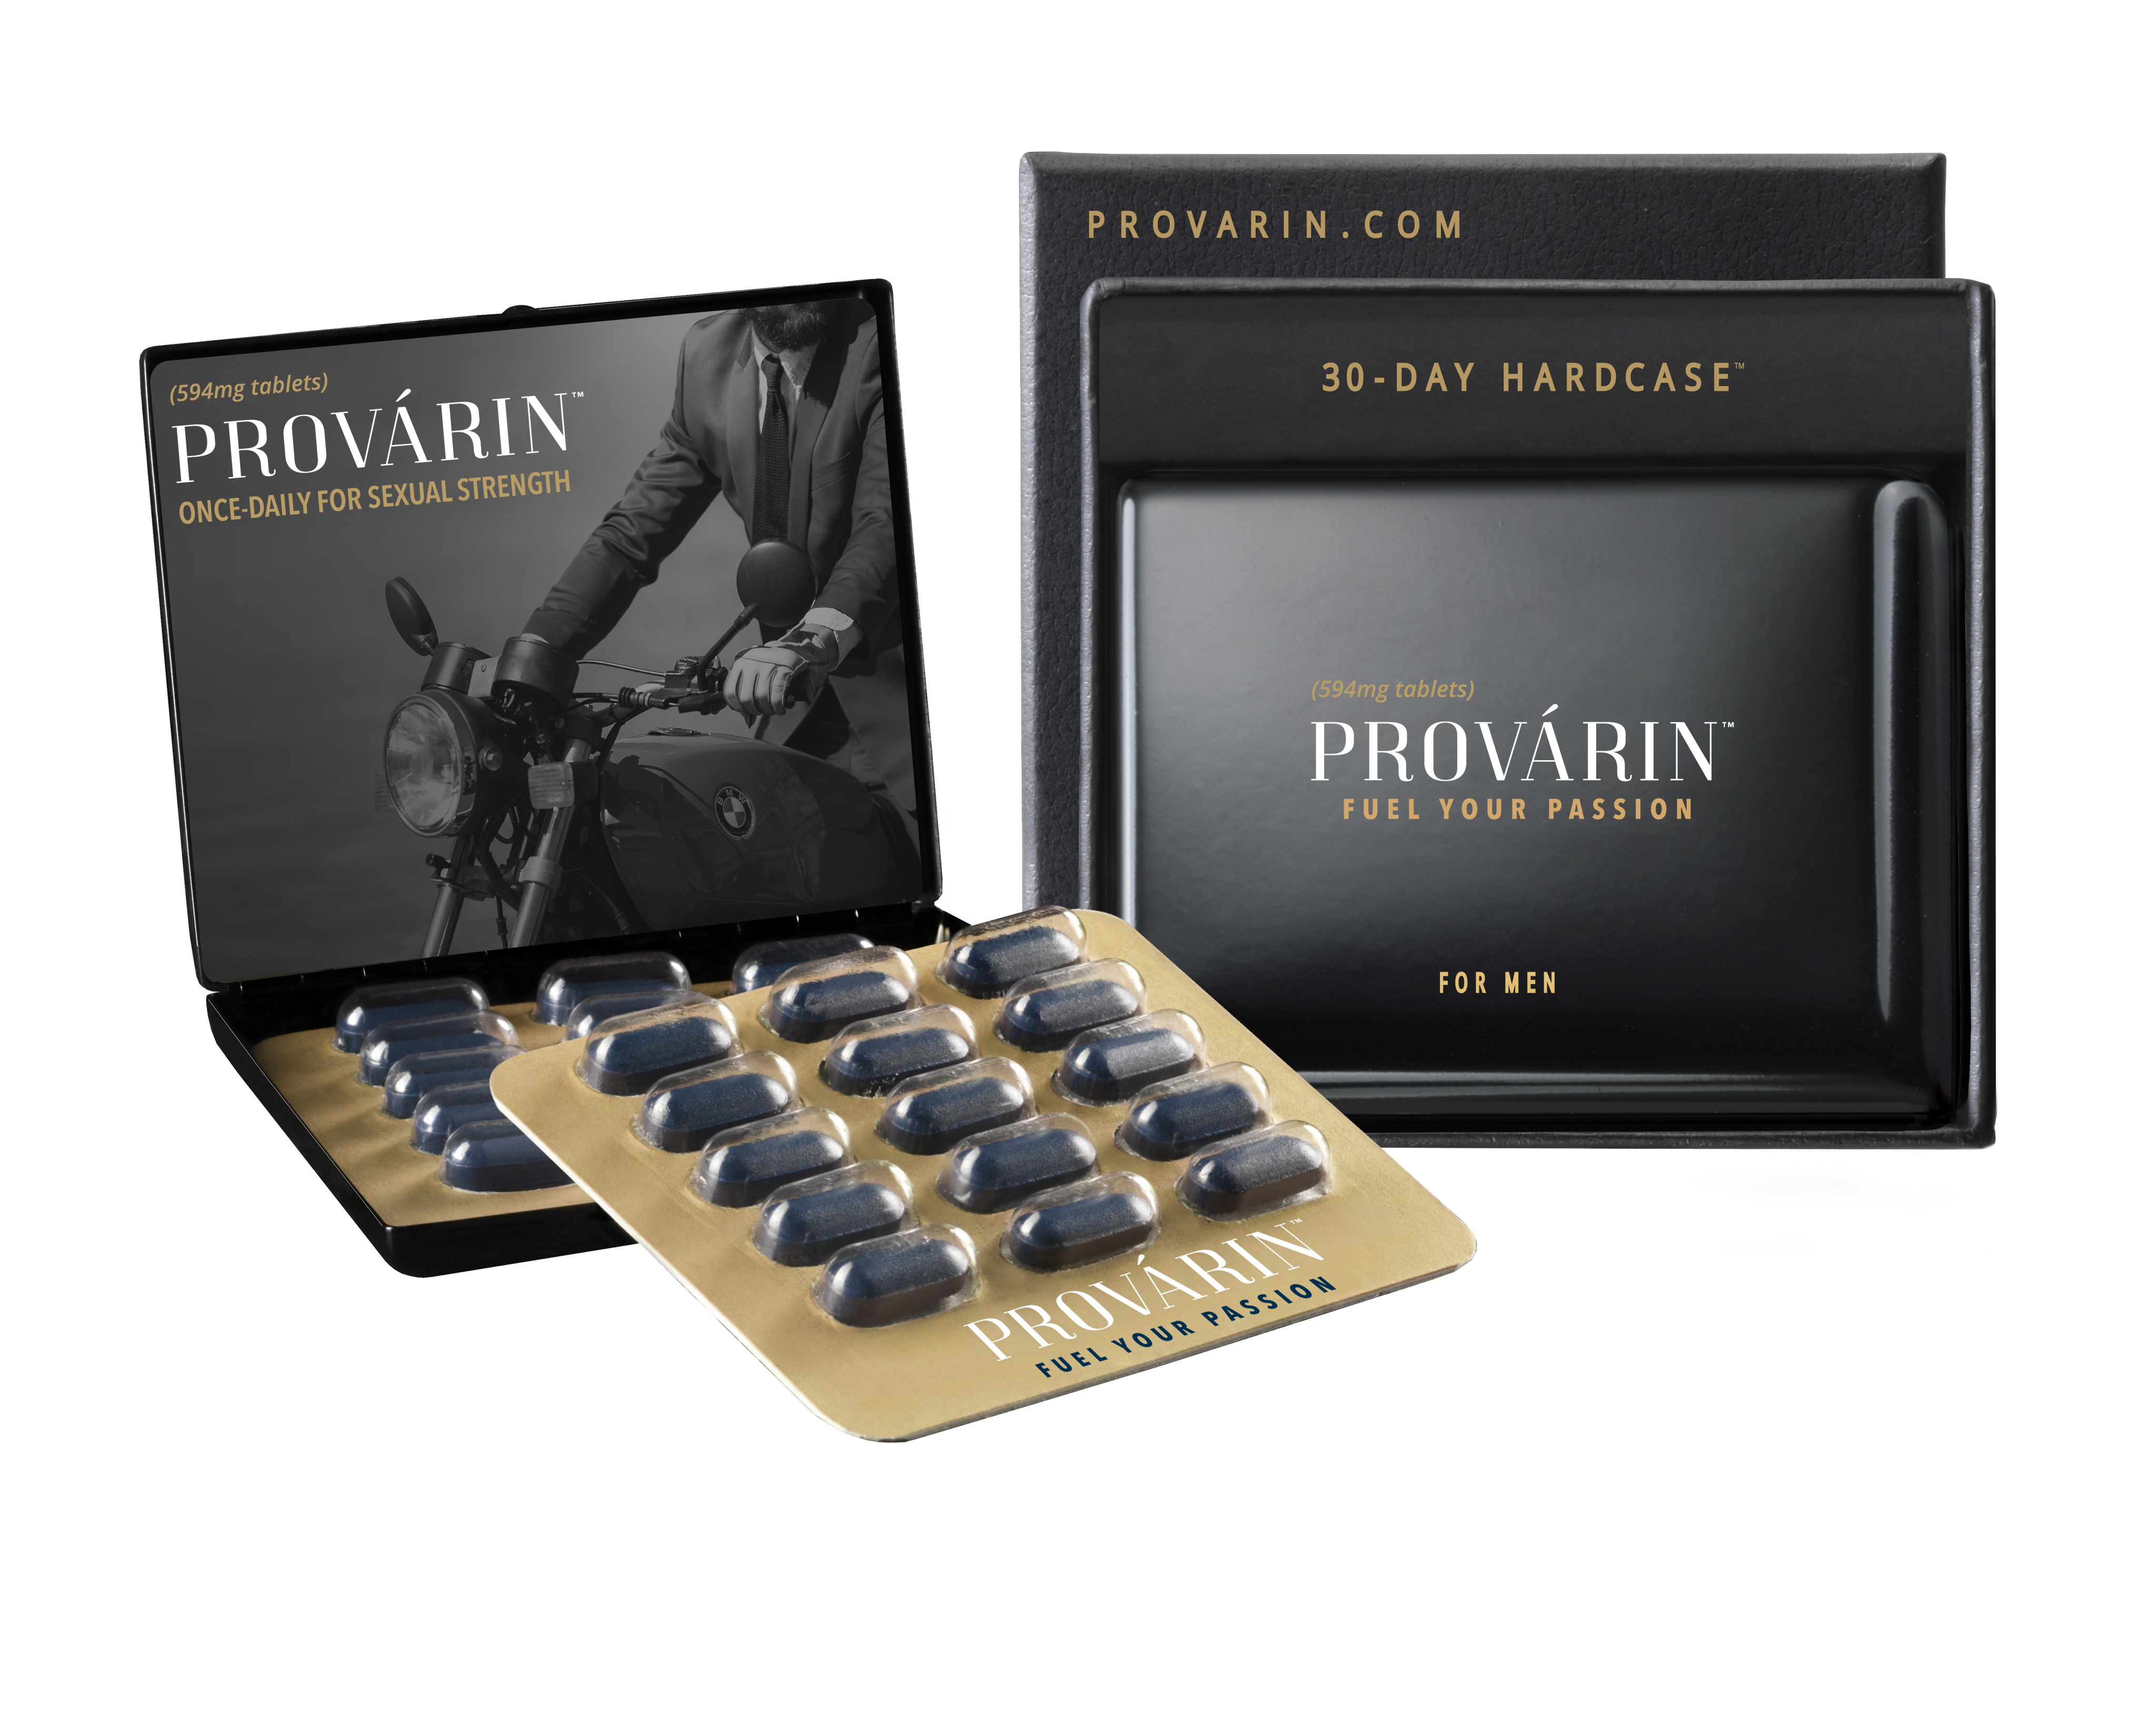 (594mg tablets)
PROVÁRIN™
ONCE-DAILY FOR SEXUAL STRENGTH
BMW
PROVARIN.COM
30-DAY HARDCASE™
(594mg tablets)
PROVÁRIN™
FUEL YOUR PASSION
FOR MEN
PROVÁRIN™
FUEL YOUR PASSION